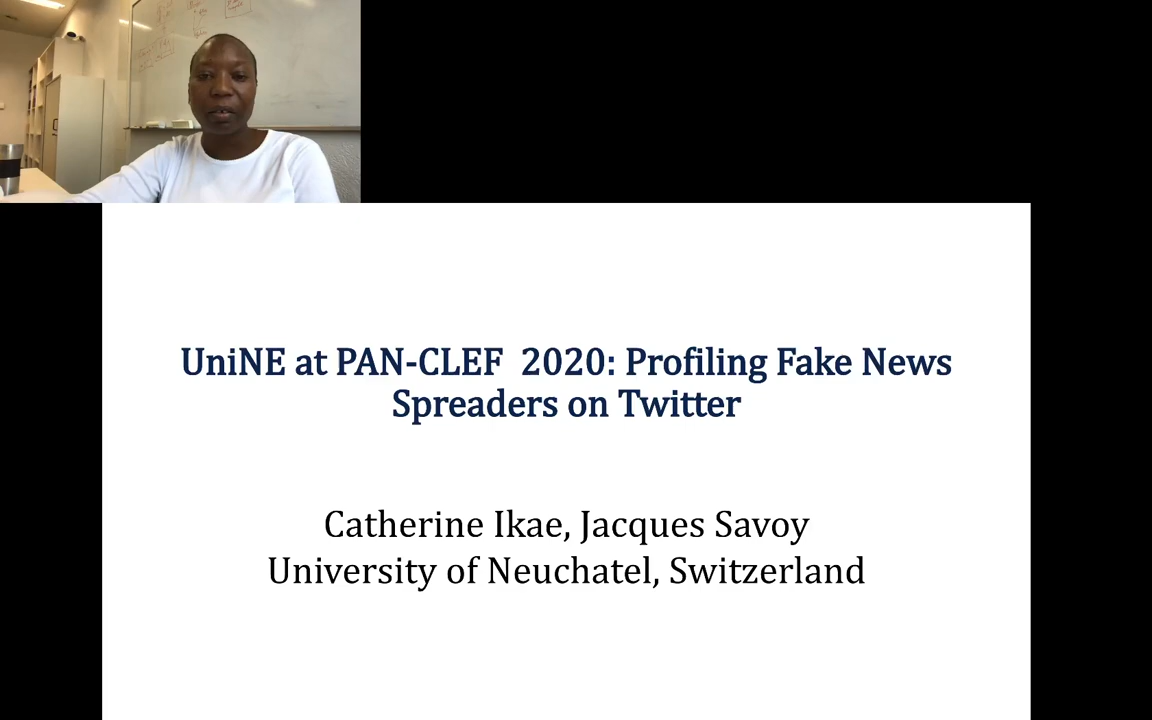 UniNE at PAN-CLEF  2020: Profiling Fake News
Spreaders on Twitter
Catherine Ikae, Jacques Savoy
University of Neuchatel, Switzerland